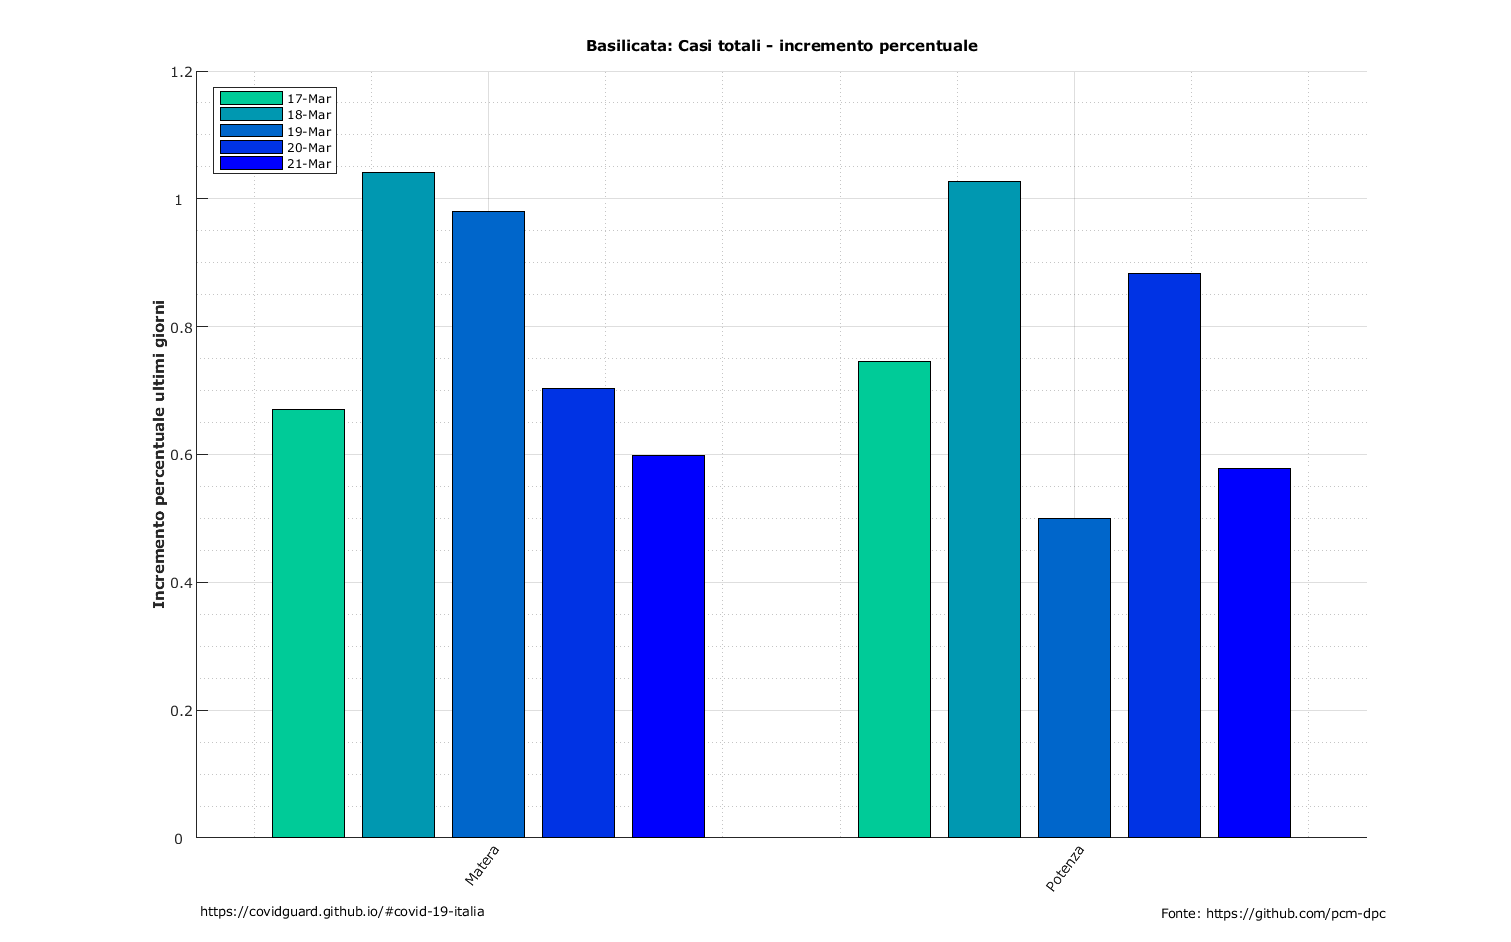 Basilicata: Casi totali - incremento percentuale
Incremento percentuale ultimi giorni
1.2
1
0.8
0.6
0.4
0.2
0
17-Mar
18-Mar
19-Mar
20-Mar
21-Mar
Matera
Potenza
https://covidguard.github.io/#covid-19-italia
Fonte: https://github.com/pcm-dpc